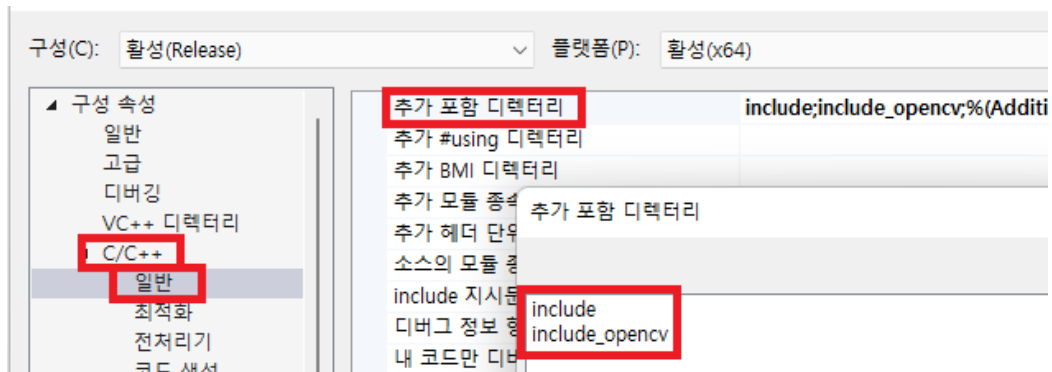 구성(C): 활성(Release) 플랫폼(P): 활성(x64)
구성 속성
일반
고급
디버깅
VC++ 디렉터리
C/C++
일반
최적화
전처리기
코드 생성
추가 포함 디렉터리 include;include_opencv;%(Additi
추가 #using 디렉터리
추가 BMI 디렉터리
추가 모듈 종속
추가 헤더 단위
소스의 모듈 종
include 지시문
디버그 정보 형
내 코드만 디버
추가 포함 디렉터리
include
include_opencv